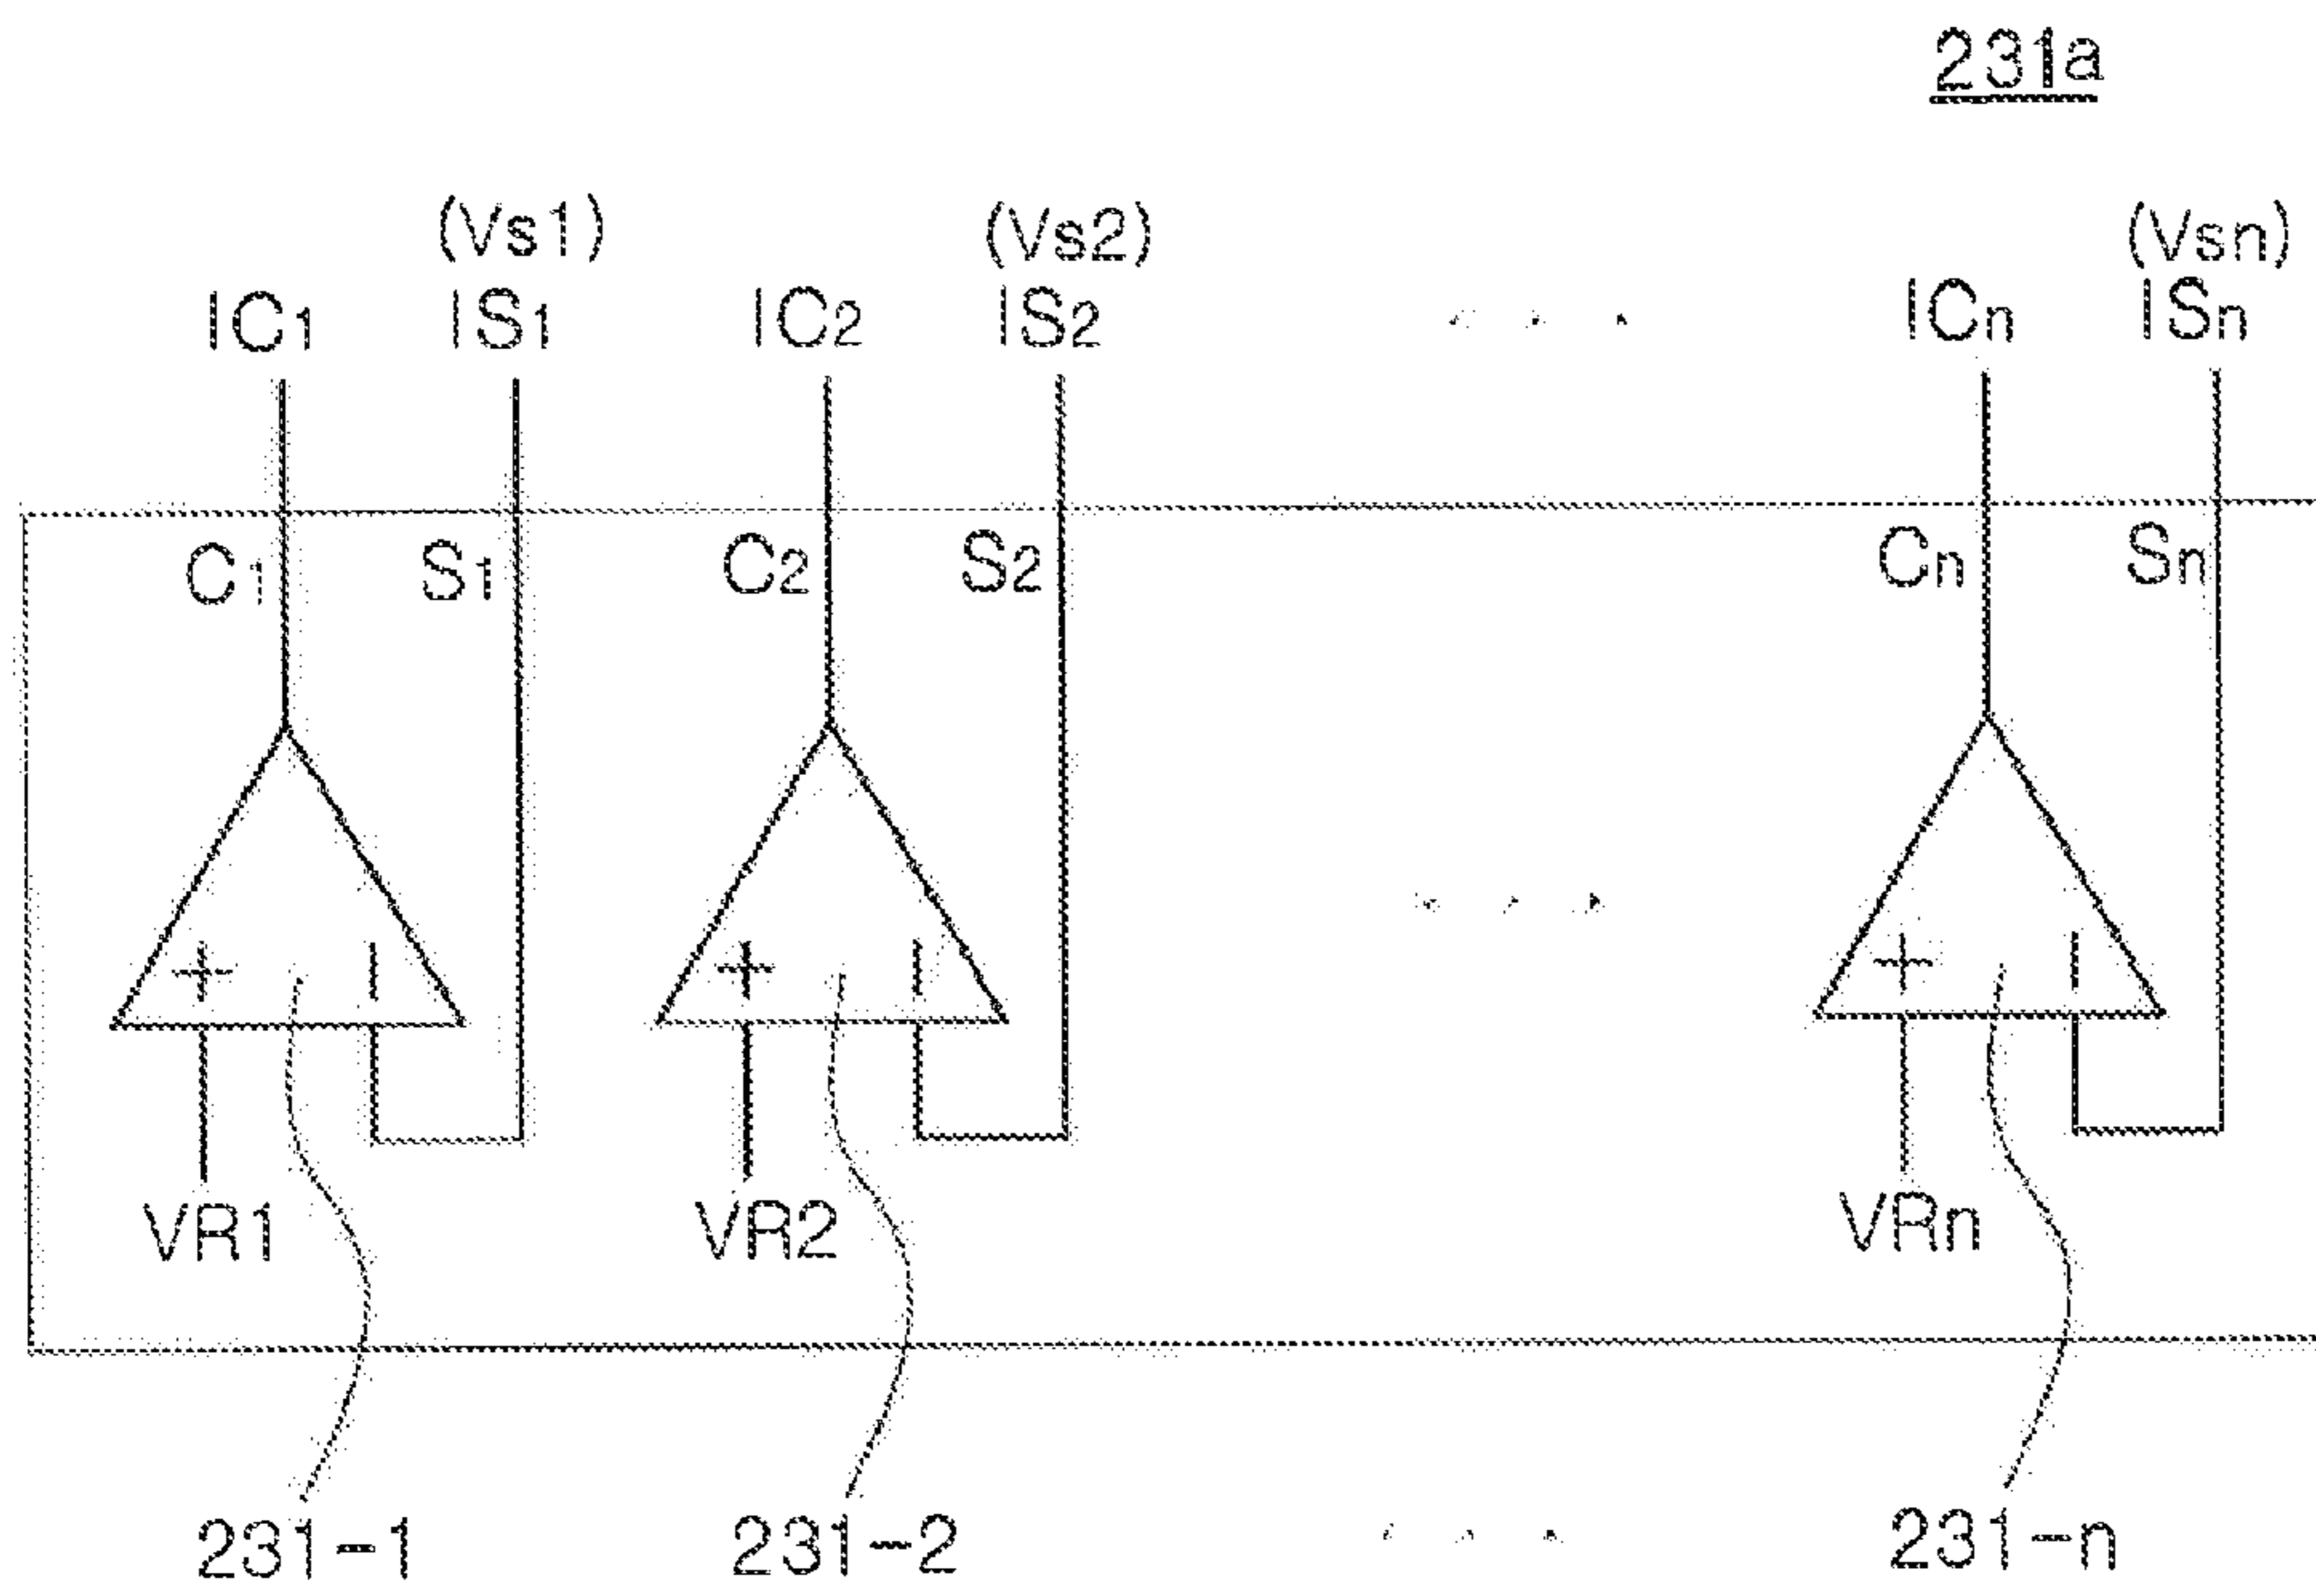 231a
(Vs1) (Vs2) (Vsn)
IC1 IS1 IC2 IS2 ICn ISn
C1 S1 C2 S2 Cn Sn
+ − + − + −
VR1 VR2 VRn
231-1 231-2 231-n